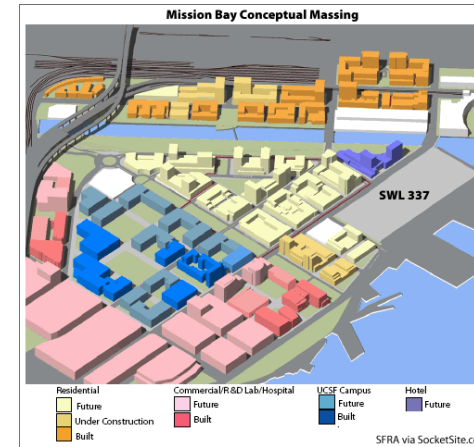 Mission Bay Conceptual Massing
SWL 337
Residential
Future
Under Construction
Built
Commercial/R&D Lab/Hospital
Future
Built
UCSF Campus
Future
Built
Hotel
Future
SFRA via SocketSite.c